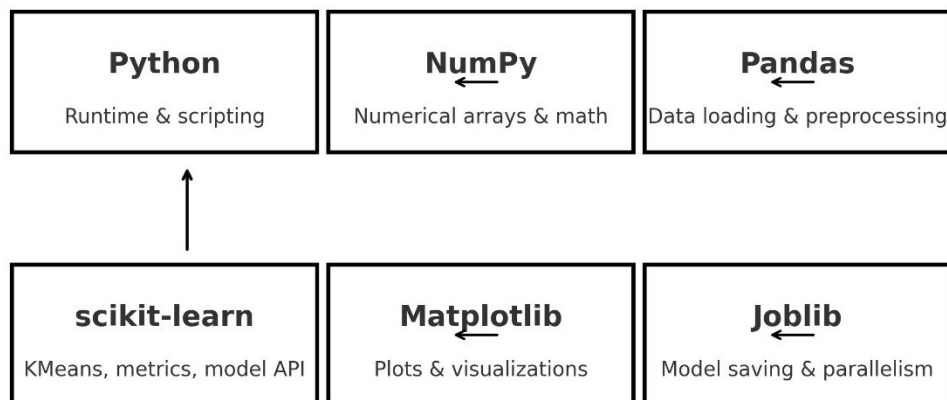 Python
Runtime & scripting
NumPy
Numerical arrays & math
Pandas
Data loading & preprocessing
scikit-learn
KMeans, metrics, model API
Matplotlib
Plots & visualizations
Joblib
Model saving & parallelism